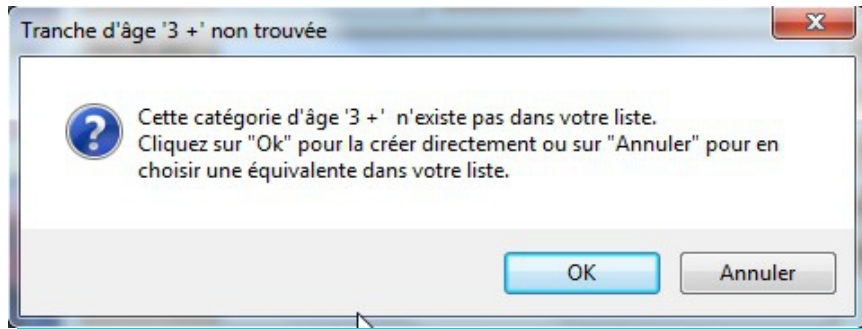 Tranche d'âge '3 +' non trouvée
Cette catégorie d'âge '3 +'  n'existe pas dans votre liste.
Cliquez sur "Ok" pour la créer directement ou sur "Annuler" pour en
choisir une équivalente dans votre liste.
OK
Annuler